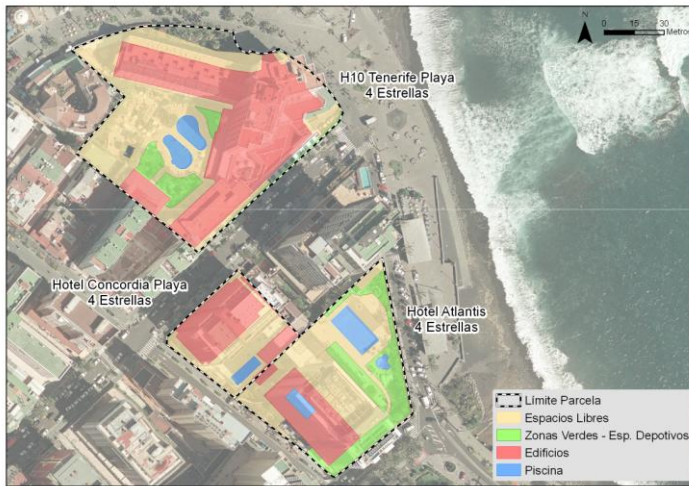 0 15 30
Metros
H10 Tenerife Playa
4 Estrellas
Hotel Concordia Playa
4 Estrellas
Hotel Atlantis
4 Estrellas
Límite Parcela
Espacios Libres
Zonas Verdes - Esp. Depotivos
Edificios
Piscina